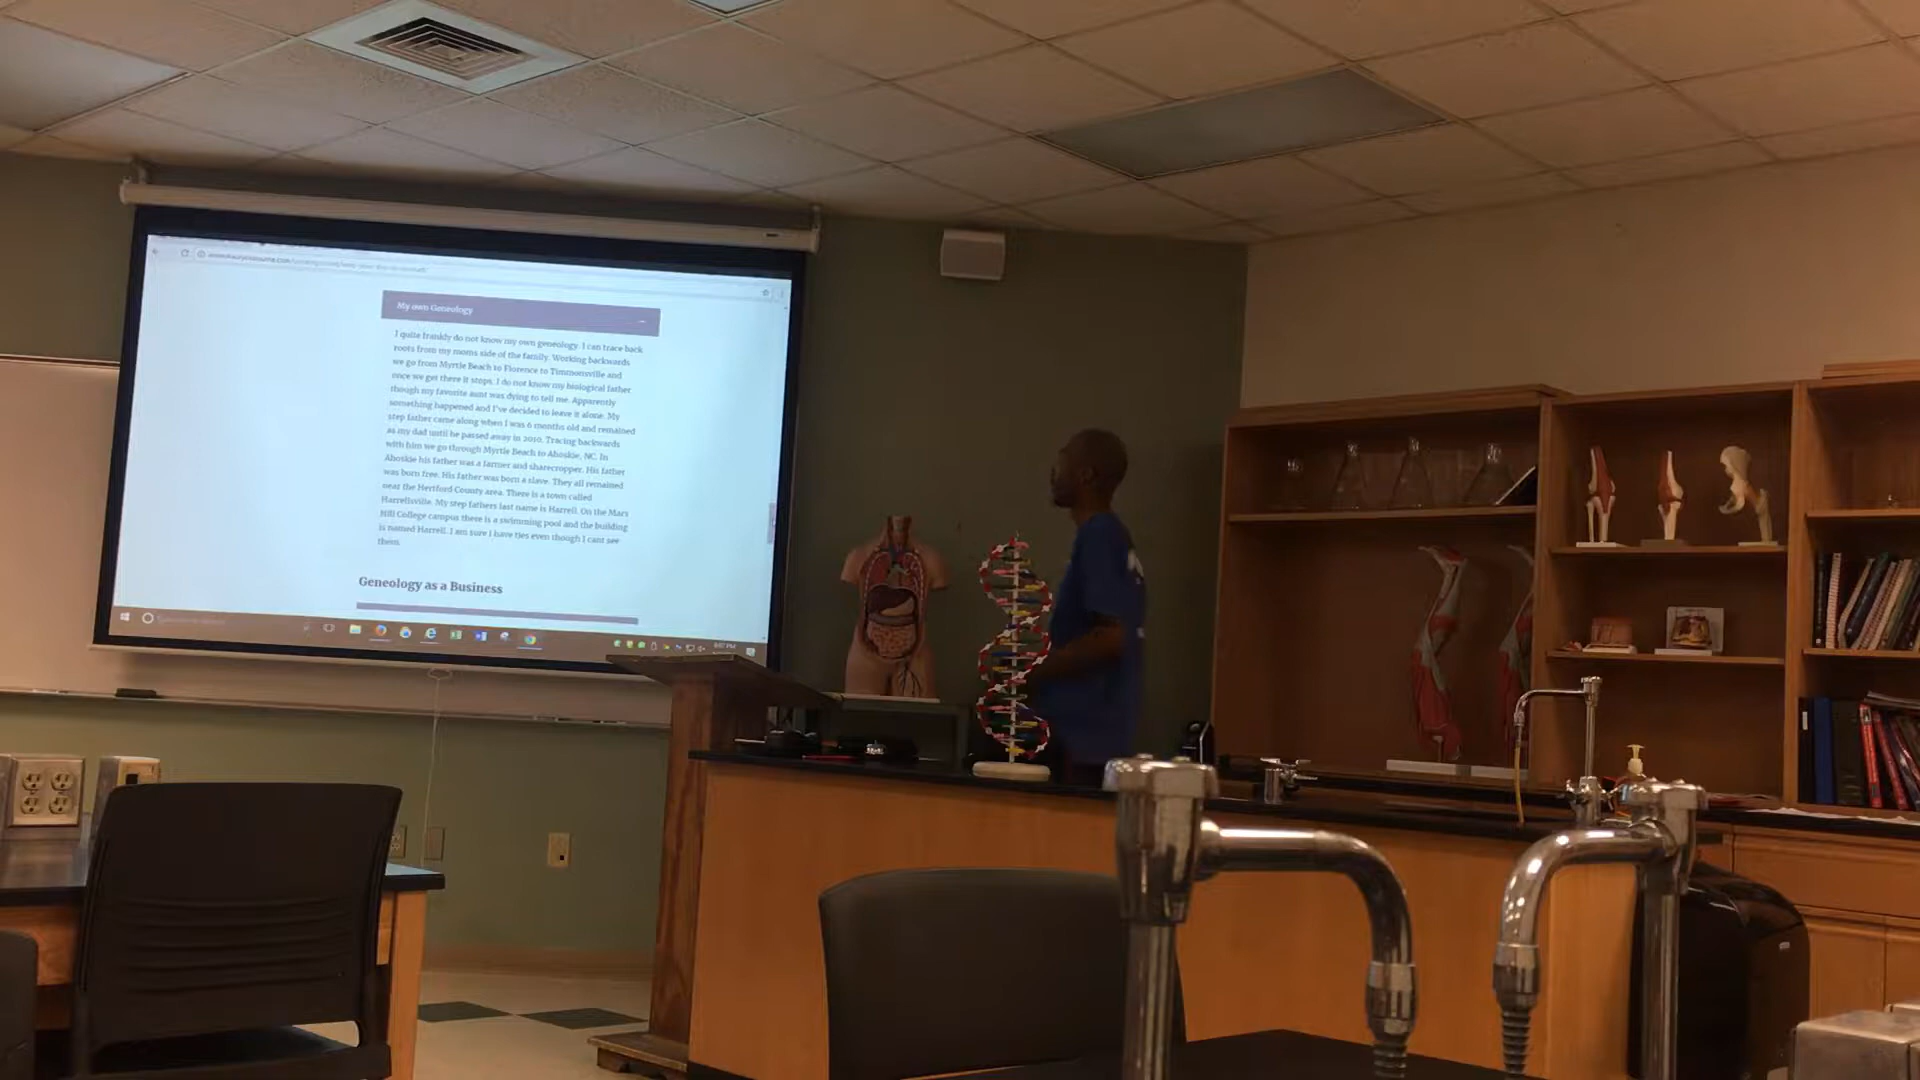 My own Geneology
I quite frankly do not know my own geneology. I can trace back
roots from my moms side of the family. Working backwards
we go from Myrtle Beach to Florence to Timmonsville and
once we get there it stops. I do not know my biological father
though my favorite aunt was dying to tell me. Apparently
something happened and I've decided to leave it alone. My
step father came along when I was 6 months old and remained
as my dad until he passed away in 2010. Tracing backwards
with him we go through Myrtle Beach to Ahoskie, NC. In
Ahoskie his father was a farmer and sharecropper. His father
was born free. His father was born a slave. They all remained
near the Hertford County area. There is a town called
Harrellsville. My step fathers last name is Harrell. On the Mars
Hill College campus there is a swimming pool and the building
is named Harrell. I am sure I have ties even though I cant see
them.
Geneology as a Business